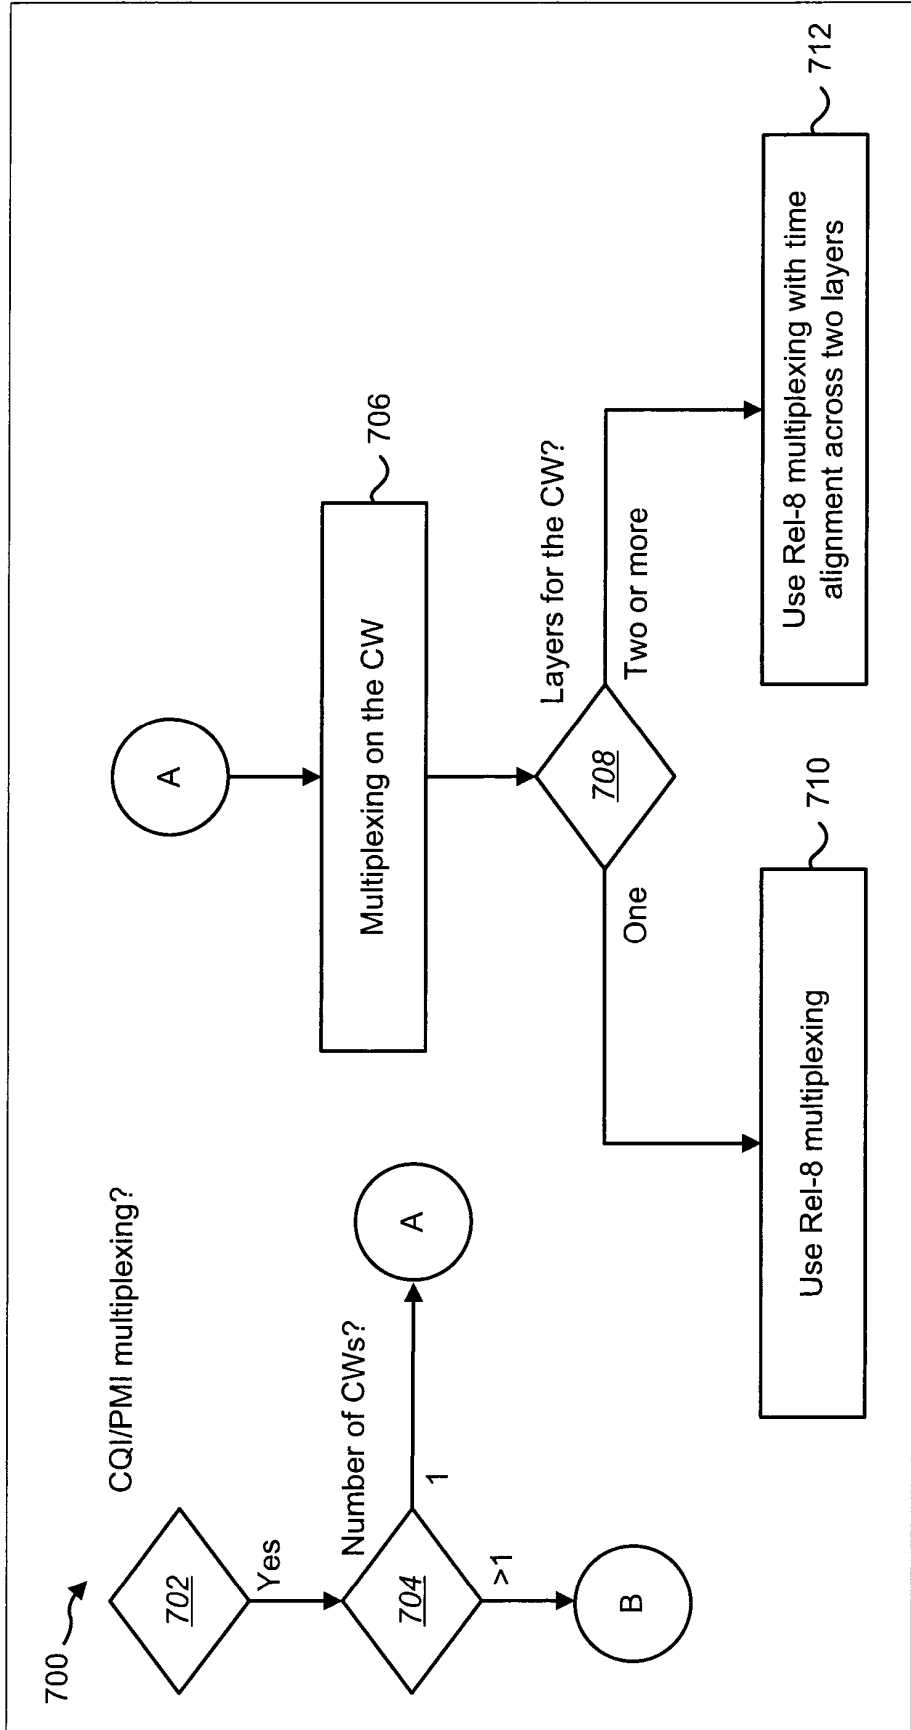 700
CQI/PMI multiplexing?
702
Yes
Number of CWs?
704
1
A
>1
B
A
Multiplexing on the CW
706
Layers for the CW?
708
One
Two or more
Use Rel-8 multiplexing
710
Use Rel-8 multiplexing with time
alignment across two layers
712